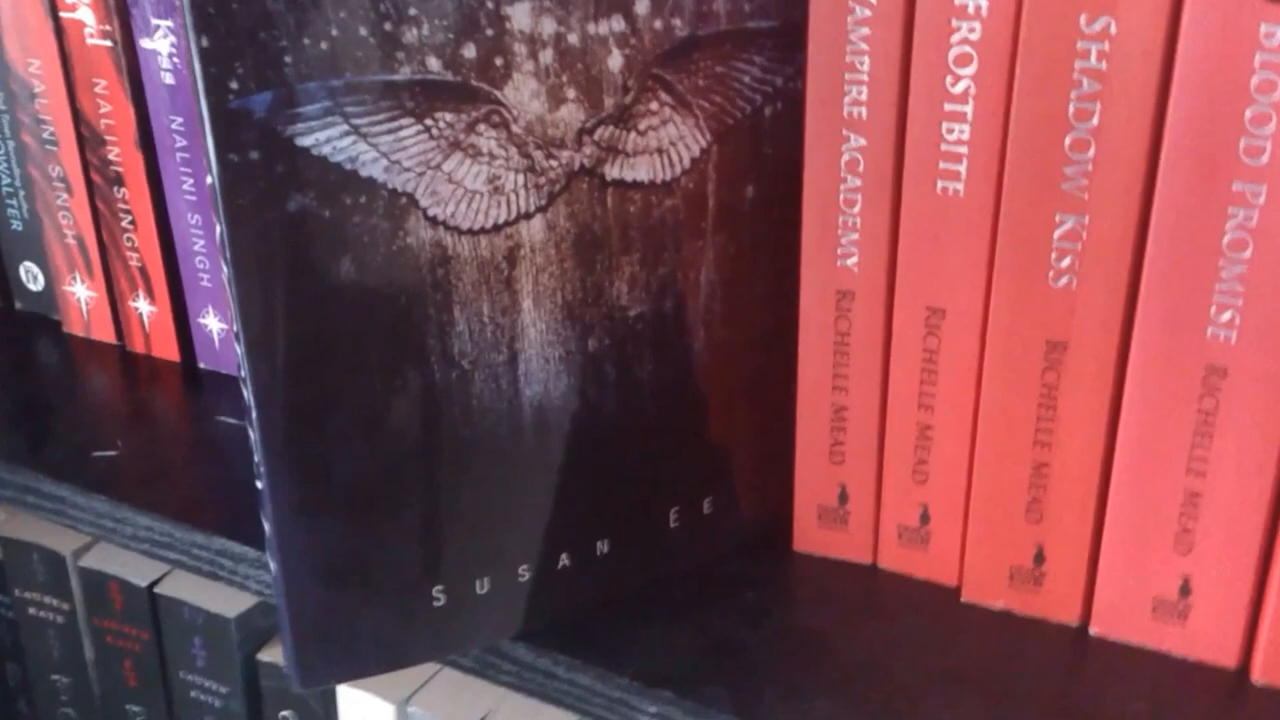 OWALTER
NALINI SINGH
NALINI SINGH
Kiss
NALINI SINGH
SUSAN EE
VAMPIRE ACADEMY
RICHELLE MEAD
FROSTBITE
RICHELLE MEAD
SHADOW KISS
RICHELLE MEAD
BLOOD PROMISE
RICHELLE MEAD
LAUREN
KATE
LAUREN
KATE
LAUREN
KATE